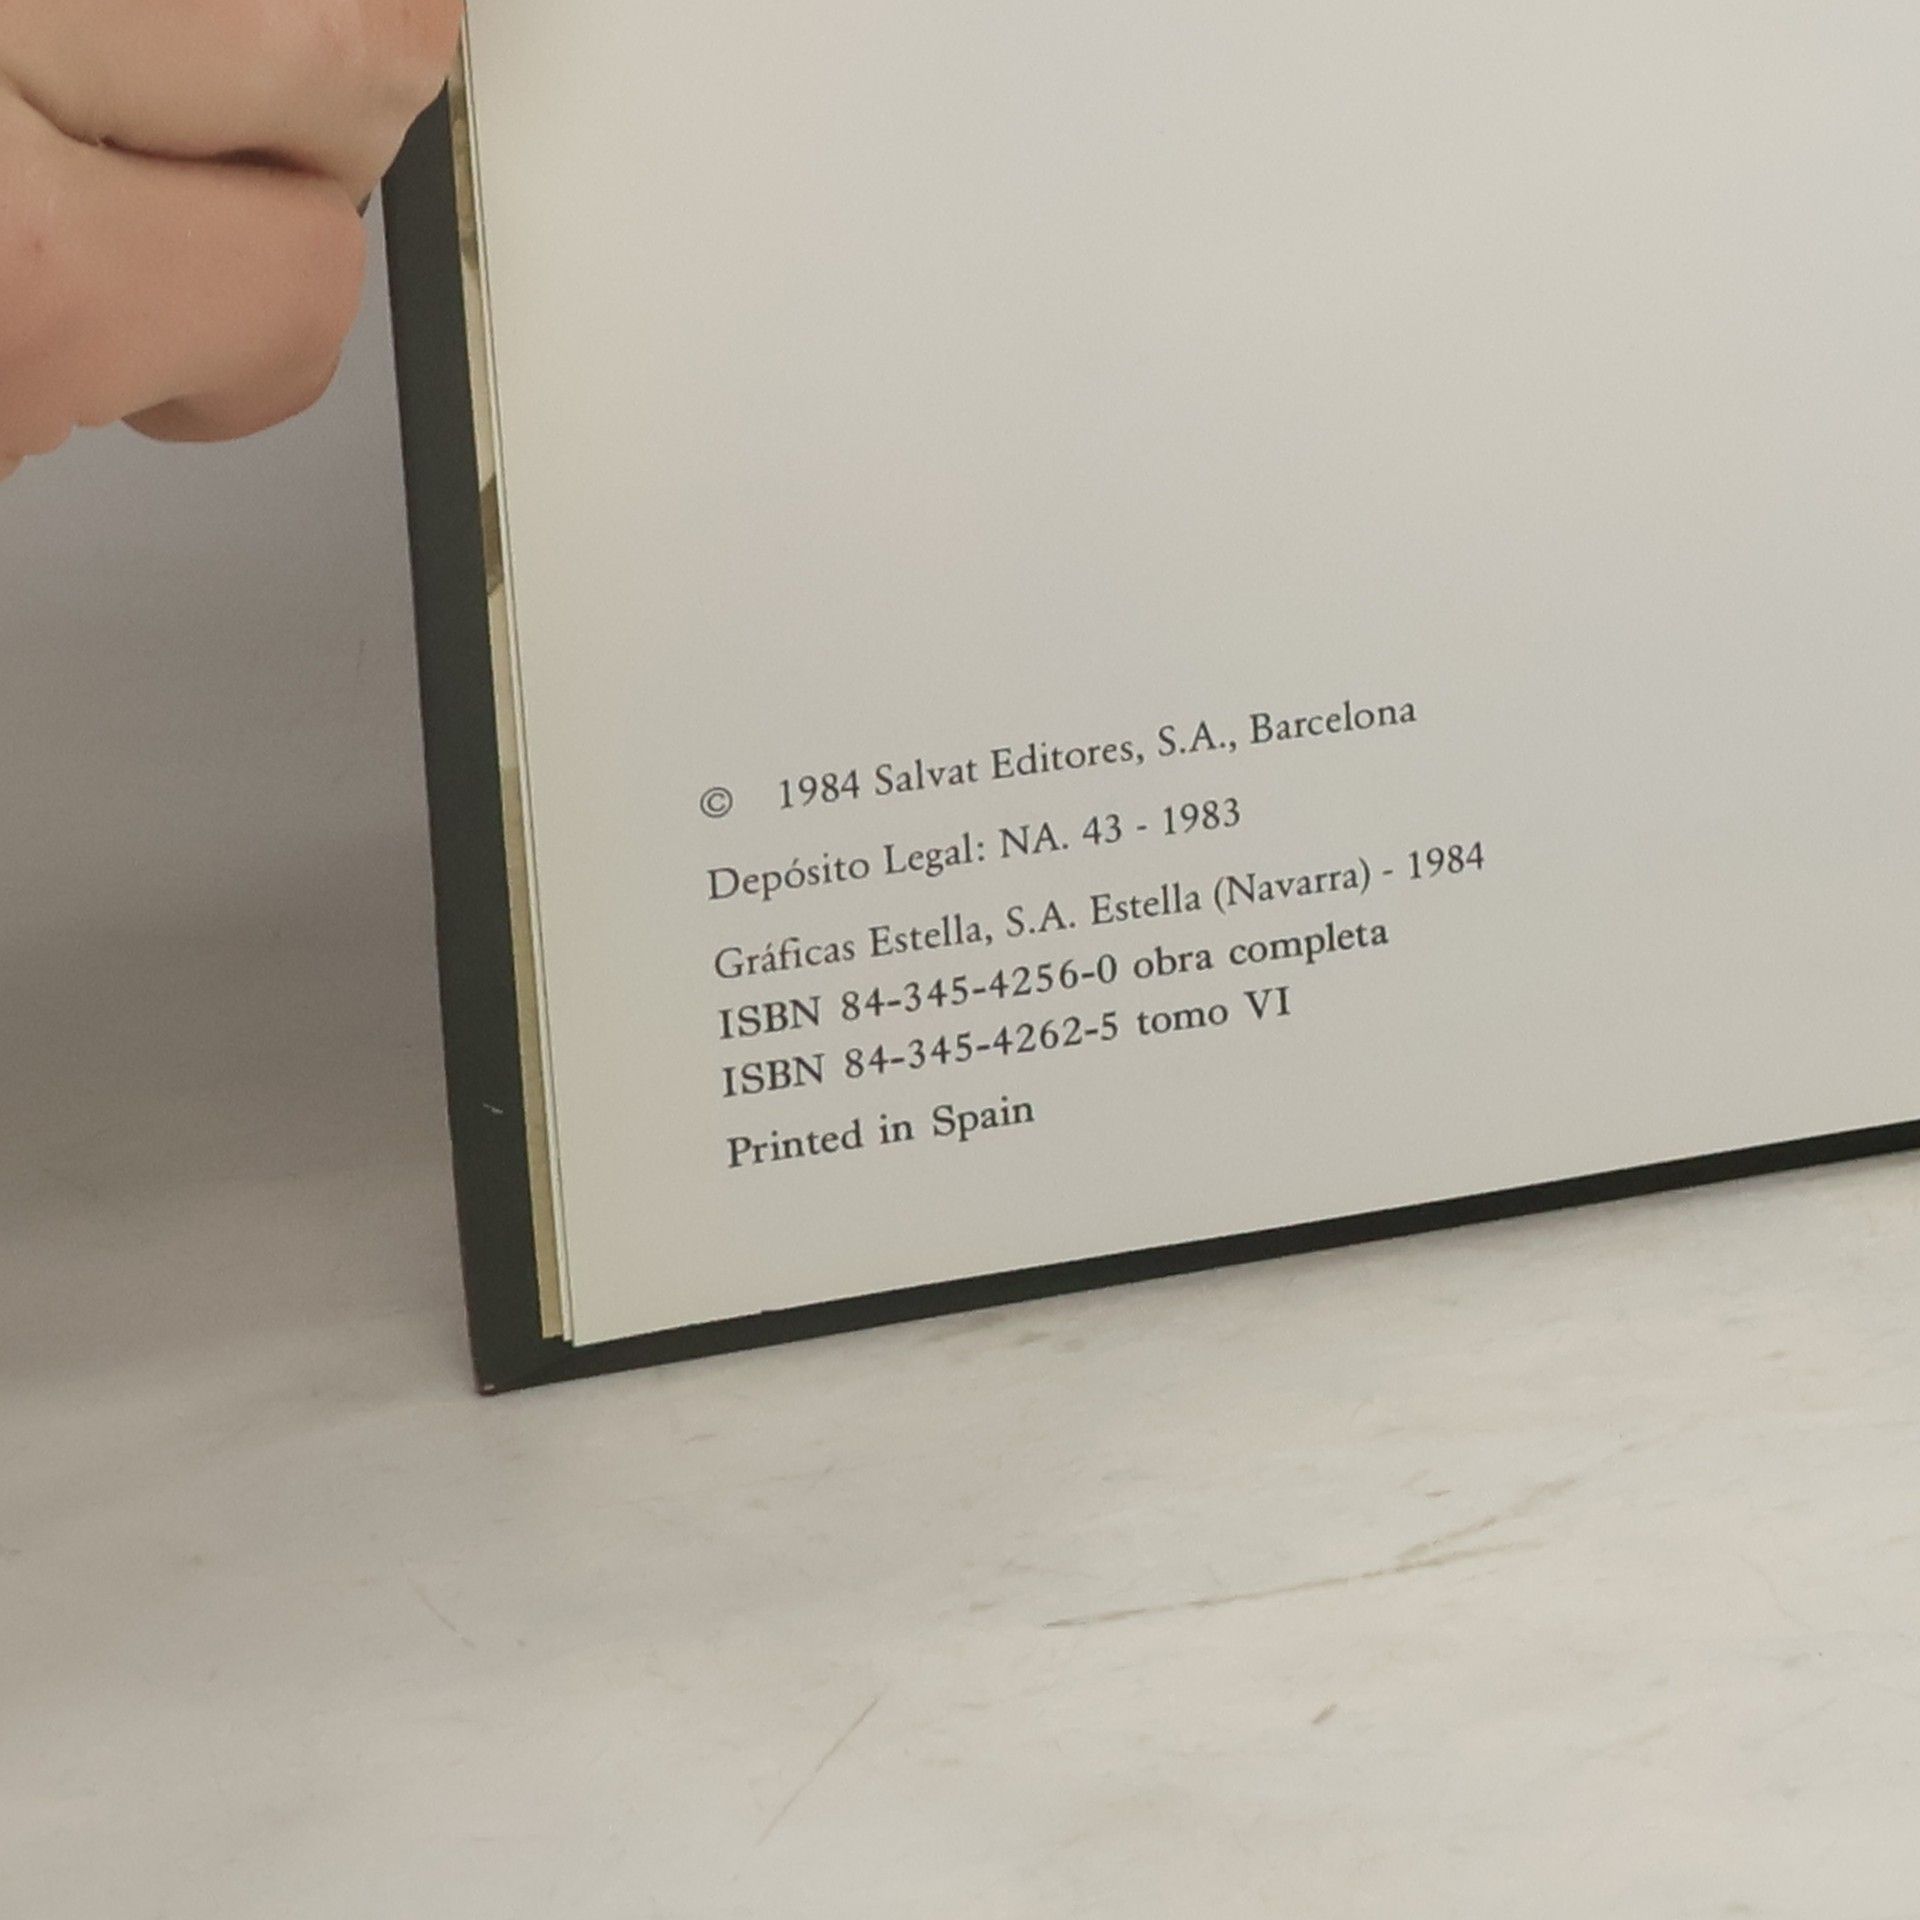 © 1984 Salvat Editores, S.A., Barcelona
Depósito Legal: NA. 43 - 1983
Gráficas Estella, S.A. Estella (Navarra) - 1984
ISBN 84-345-4256-0 obra completa
ISBN 84-345-4262-5 tomo VI
Printed in Spain